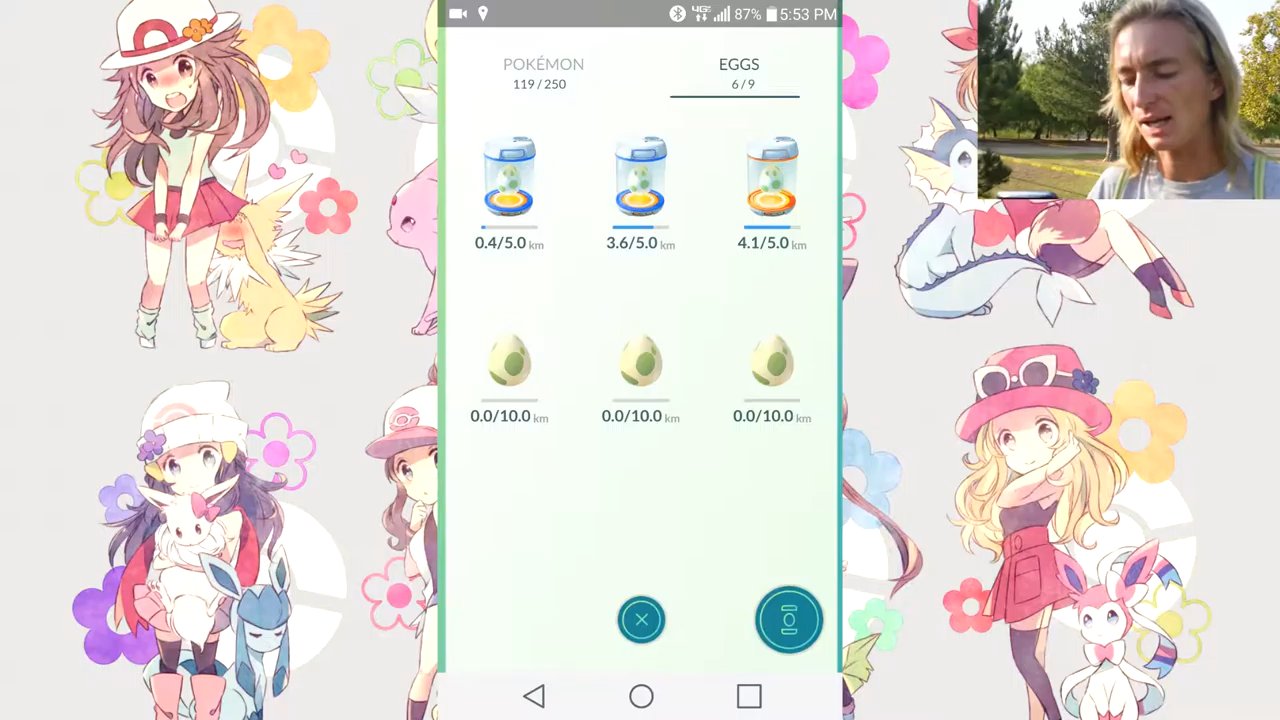 4G LTE 87% 5:53 PM
POKÉMON EGGS
119 / 250 6 / 9
0.4/5.0 km 3.6/5.0 km 4.1/5.0 km
0.0/10.0 km 0.0/10.0 km 0.0/10.0 km